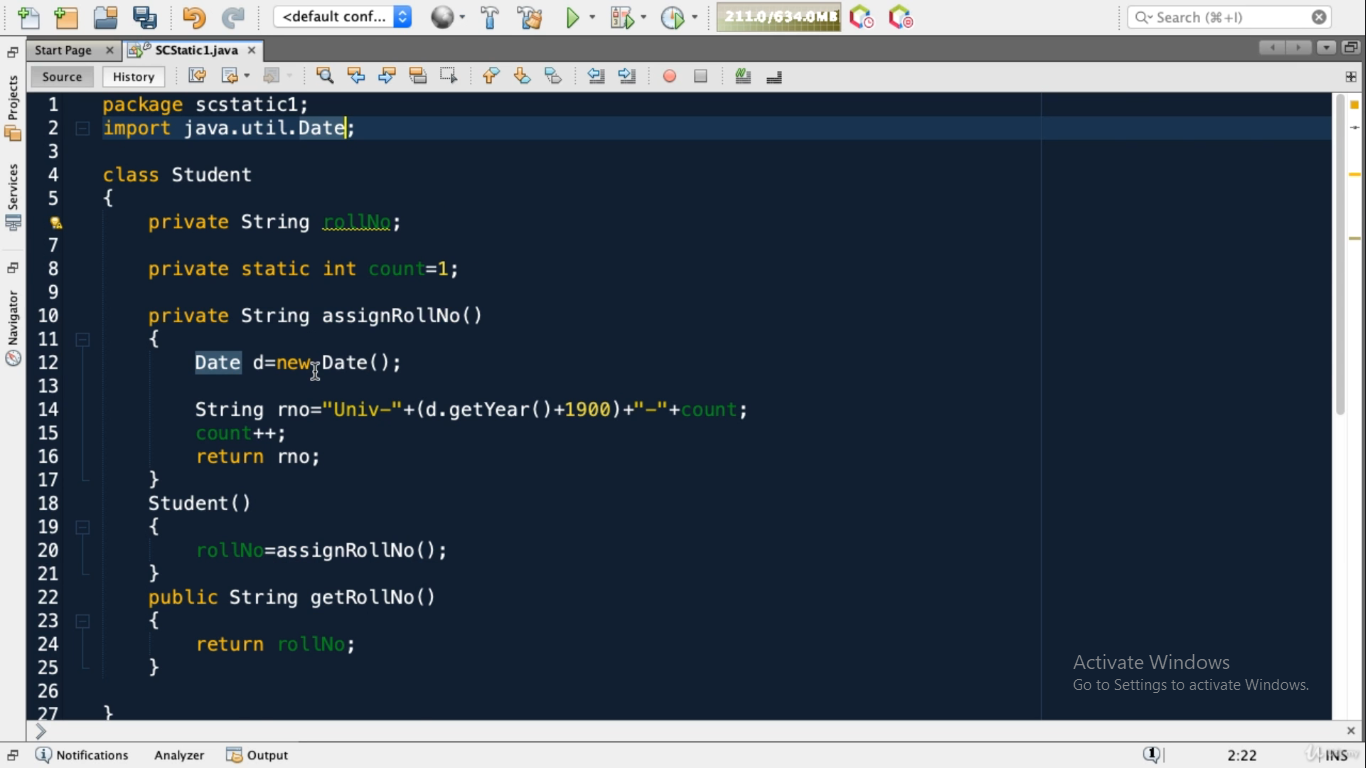 <default conf...
211.0/634.0MB
Search (⌘+I)
Start Page
SCStatic1.java
Source
History
Projects
Services
Navigator
1 package scstatic1;
2 import java.util.Date;
3
4 class Student
5 {
private String rollNo;
7
8 private static int count=1;
9
10 private String assignRollNo()
11 {
12 Date d=new Date();
13
14 String rno="Univ-"+(d.getYear()+1900)+"-"+count;
15 count++;
16 return rno;
17 }
18 Student()
19 {
20 rollNo=assignRollNo();
21 }
22 public String getRollNo()
23 {
24 return rollNo;
25 }
26
27 }
Activate Windows
Go to Settings to activate Windows.
Notifications
Analyzer
Output
1
2:22
INS